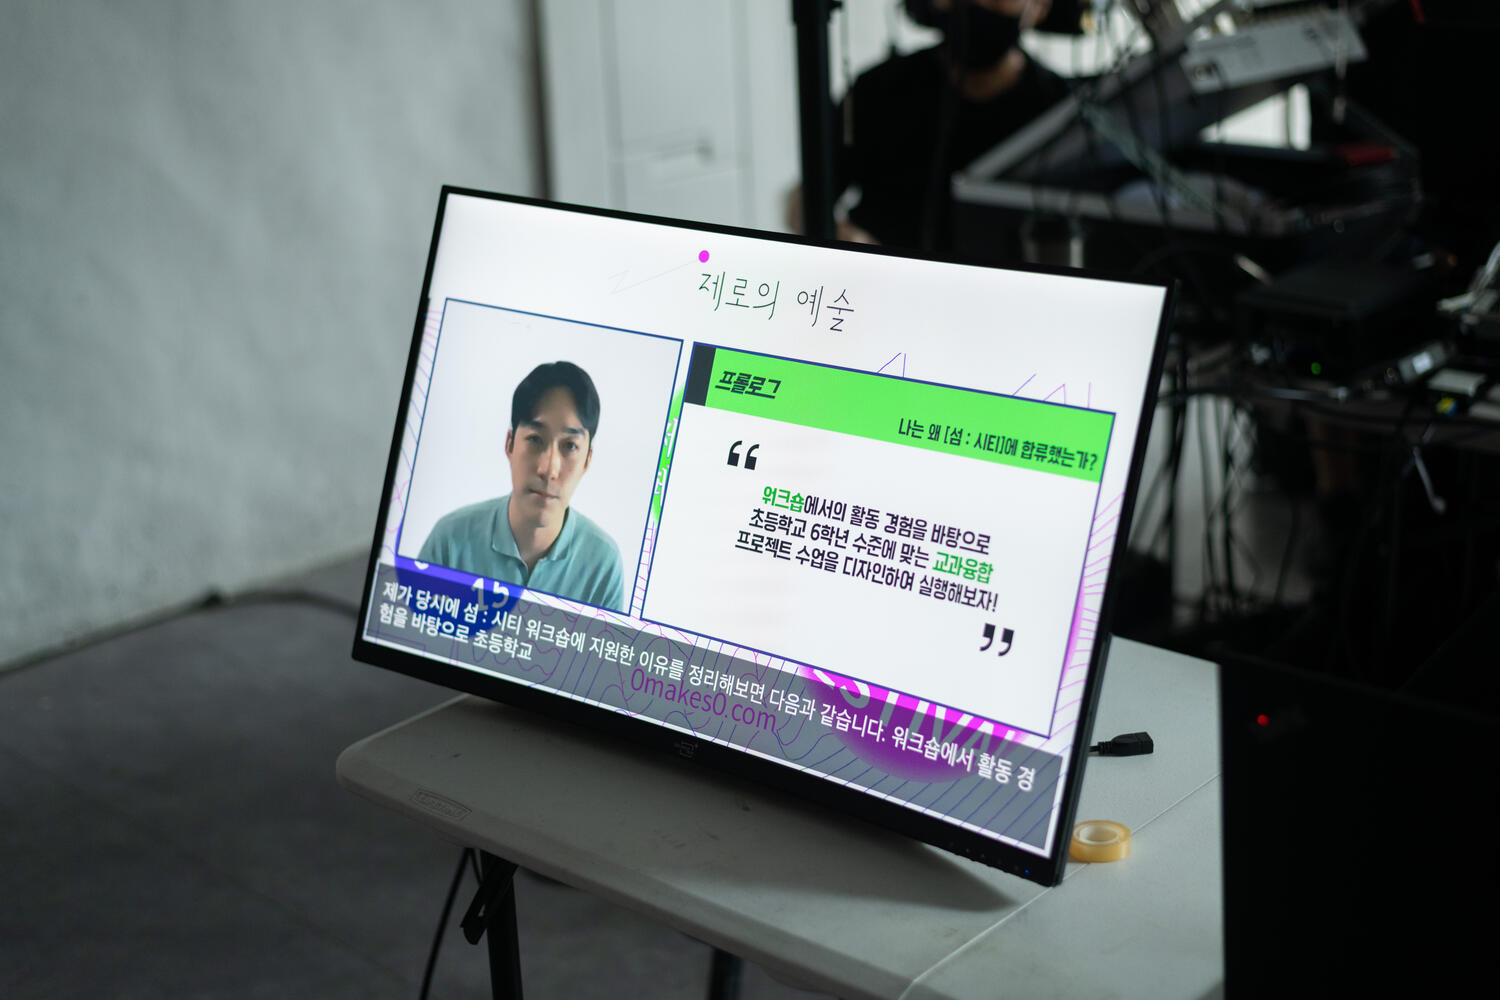 제로의 예술
프롤로그
나는 왜 [섬 : 시티]에 합류했는가?
“
워크숍에서의 활동 경험을 바탕으로
초등학교 6학년 수준에 맞는 교과융합
프로젝트 수업을 디자인하여 실행해보자!
”
15
STIVAL
0makes0.com
제가 당시에 섬 : 시티 워크숍에 지원한 이유를 정리해보면 다음과 같습니다. 워크숍에서 활동 경
험을 바탕으로 초등학교